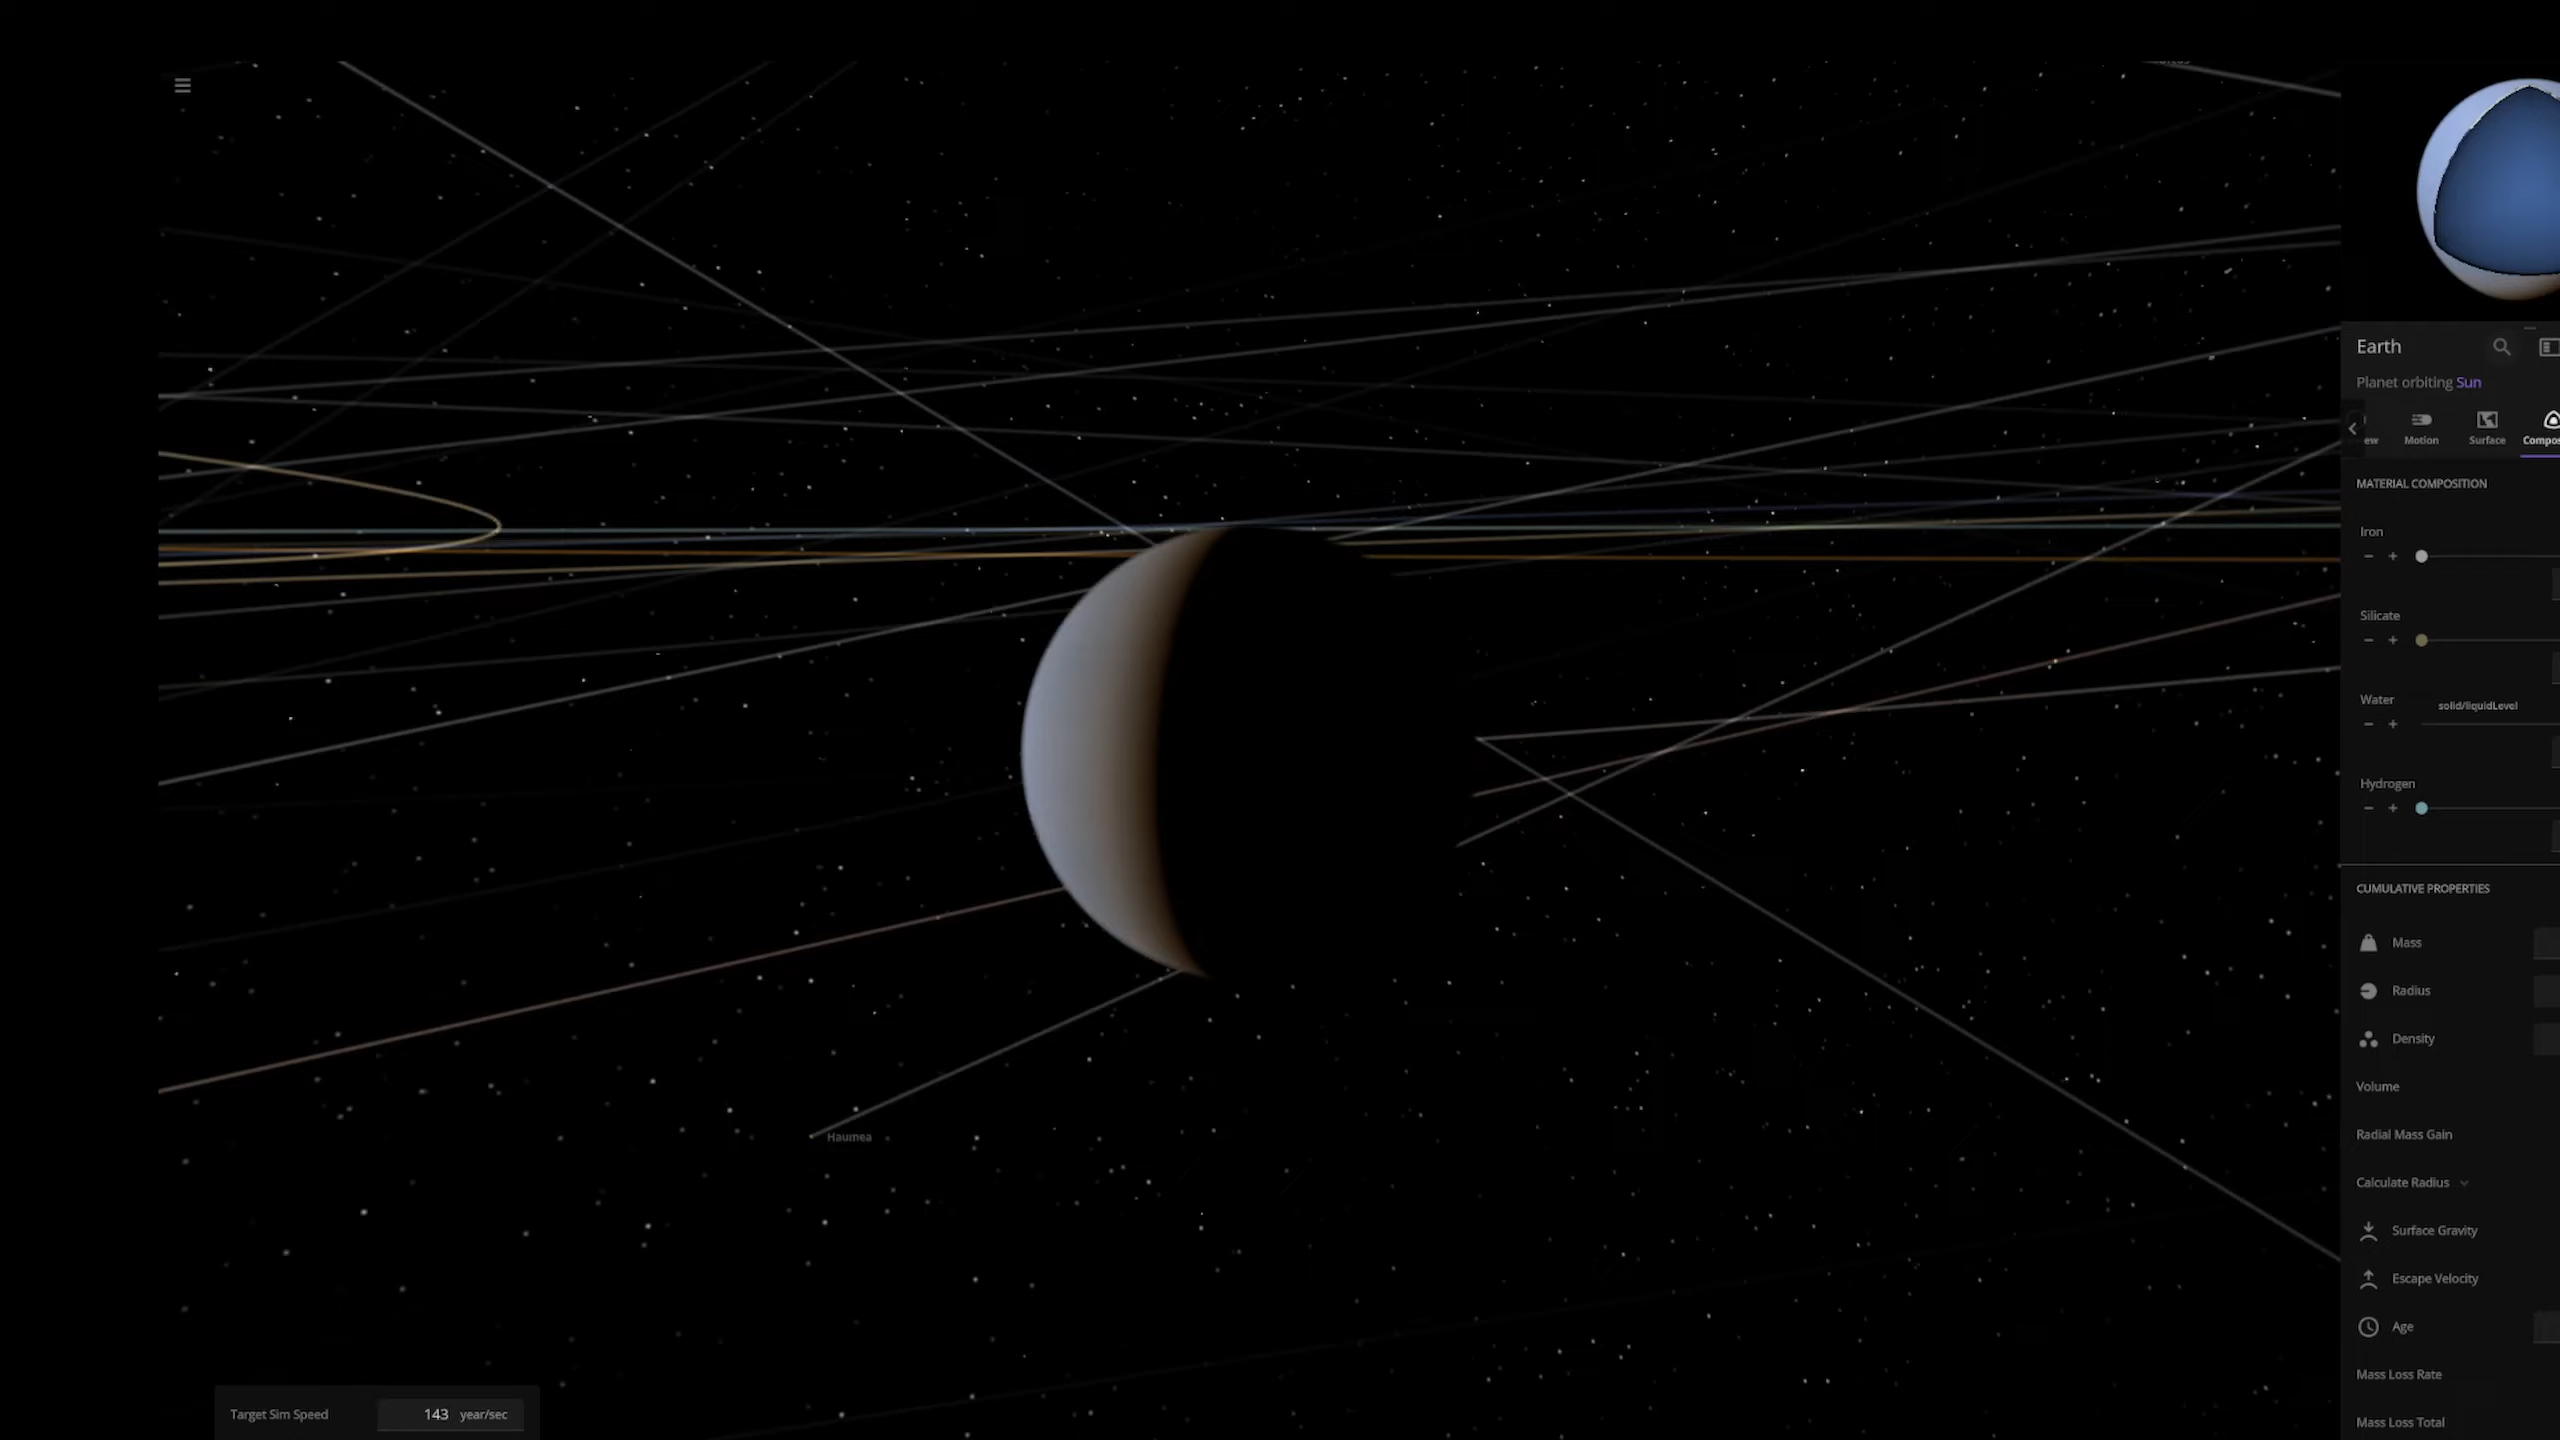 Earth
Planet orbiting Sun
ew
Motion
Surface
Compos
MATERIAL COMPOSITION
Iron
Silicate
Water
solid/liquidLevel
Hydrogen
CUMULATIVE PROPERTIES
Mass
Radius
Density
Volume
Radial Mass Gain
Calculate Radius
Surface Gravity
Escape Velocity
Age
Mass Loss Rate
Mass Loss Total
Haumea
Target Sim Speed 143 year/sec